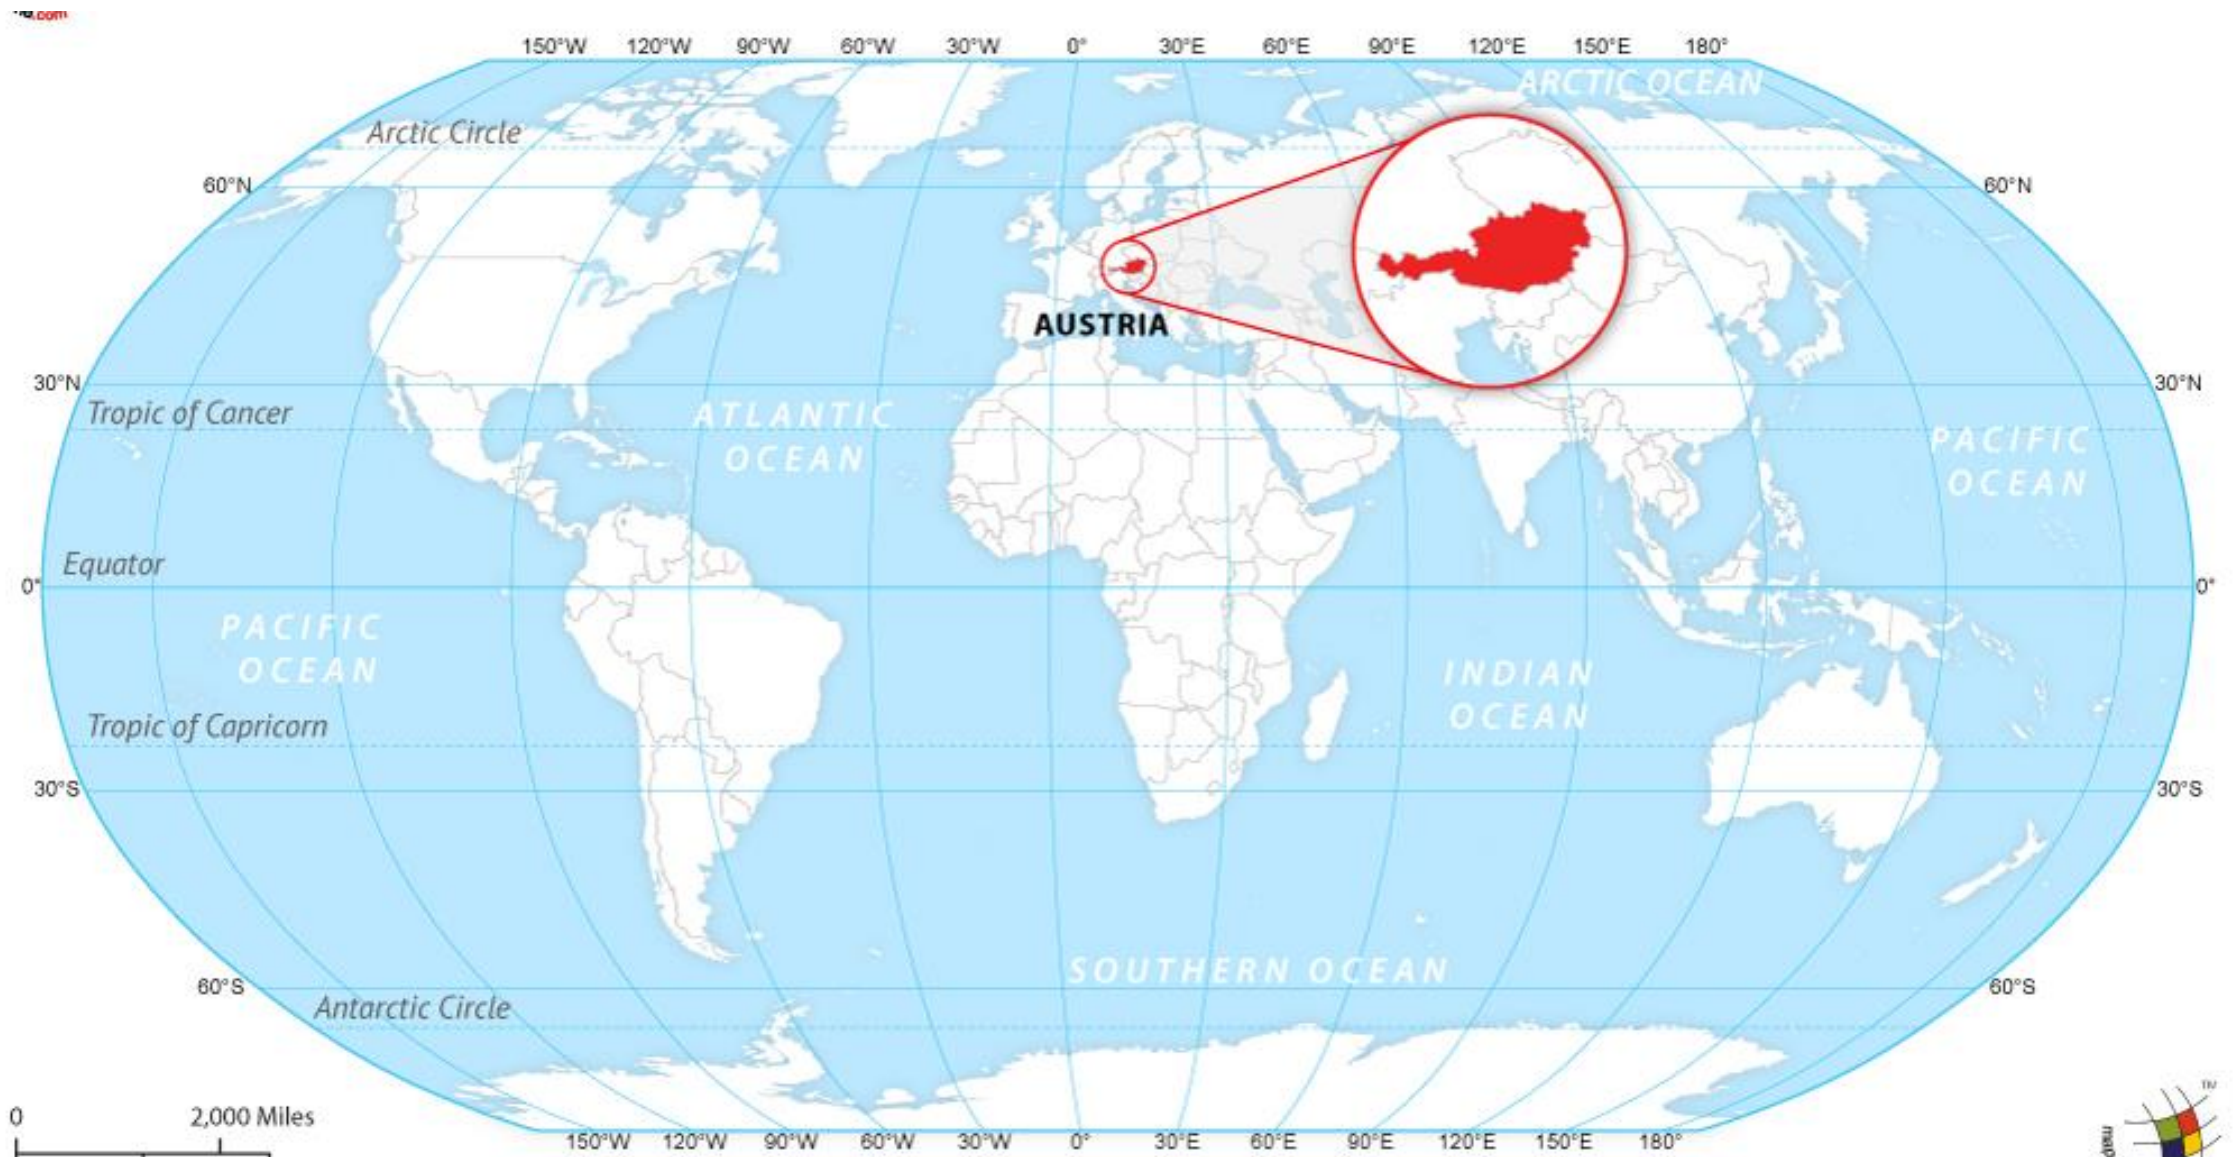 .com
150°W 120°W 90°W 60°W 30°W 0° 30°E 60°E 90°E 120°E 150°E 180°
ARCTIC OCEAN
Arctic Circle
60°N 60°N
AUSTRIA
30°N 30°N
Tropic of Cancer
ATLANTIC
OCEAN
PACIFIC
OCEAN
Equator
0° 0°
PACIFIC
OCEAN
INDIAN
OCEAN
Tropic of Capricorn
30°S 30°S
SOUTHERN OCEAN
60°S 60°S
Antarctic Circle
0 2,000 Miles
150°W 120°W 90°W 60°W 30°W 0° 30°E 60°E 90°E 120°E 150°E 180°
TM
map